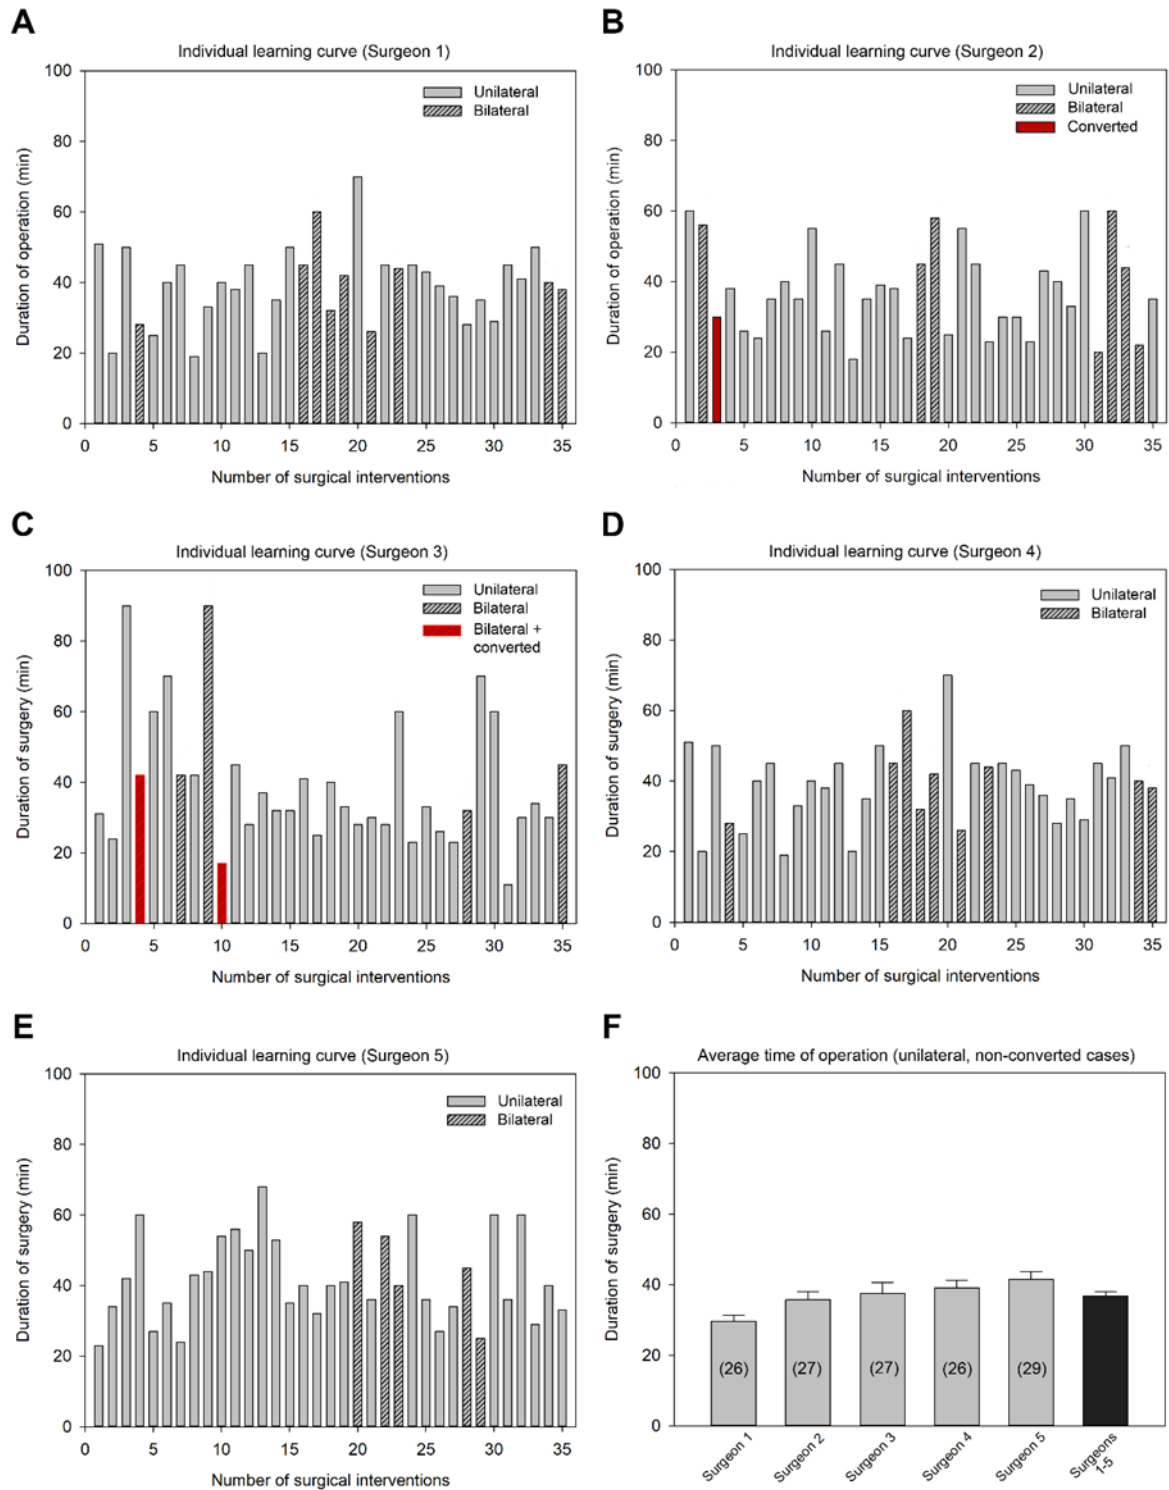 A
Individual learning curve (Surgeon 1)
100
80
60
40
20
0
Duration of operation (min)
Unilateral
Bilateral
0 5 10 15 20 25 30 35
Number of surgical interventions
B
Individual learning curve (Surgeon 2)
100
80
60
40
20
0
Duration of operation (min)
Unilateral
Bilateral
Converted
0 5 10 15 20 25 30 35
Number of surgical interventions
C
Individual learning curve (Surgeon 3)
100
80
60
40
20
0
Duration of surgery (min)
Unilateral
Bilateral
Bilateral +
converted
0 5 10 15 20 25 30 35
Number of surgical interventions
D
Individual learning curve (Surgeon 4)
100
80
60
40
20
0
Duration of surgery (min)
Unilateral
Bilateral
0 5 10 15 20 25 30 35
Number of surgical interventions
E
Individual learning curve (Surgeon 5)
100
80
60
40
20
0
Duration of surgery (min)
Unilateral
Bilateral
0 5 10 15 20 25 30 35
Number of surgical interventions
F
Average time of operation (unilateral, non-converted cases)
100
80
60
40
20
0
Duration of surgery (min)
(26) (27) (27) (26) (29)
Surgeon 1
Surgeon 2
Surgeon 3
Surgeon 4
Surgeon 5
Surgeons
1-5